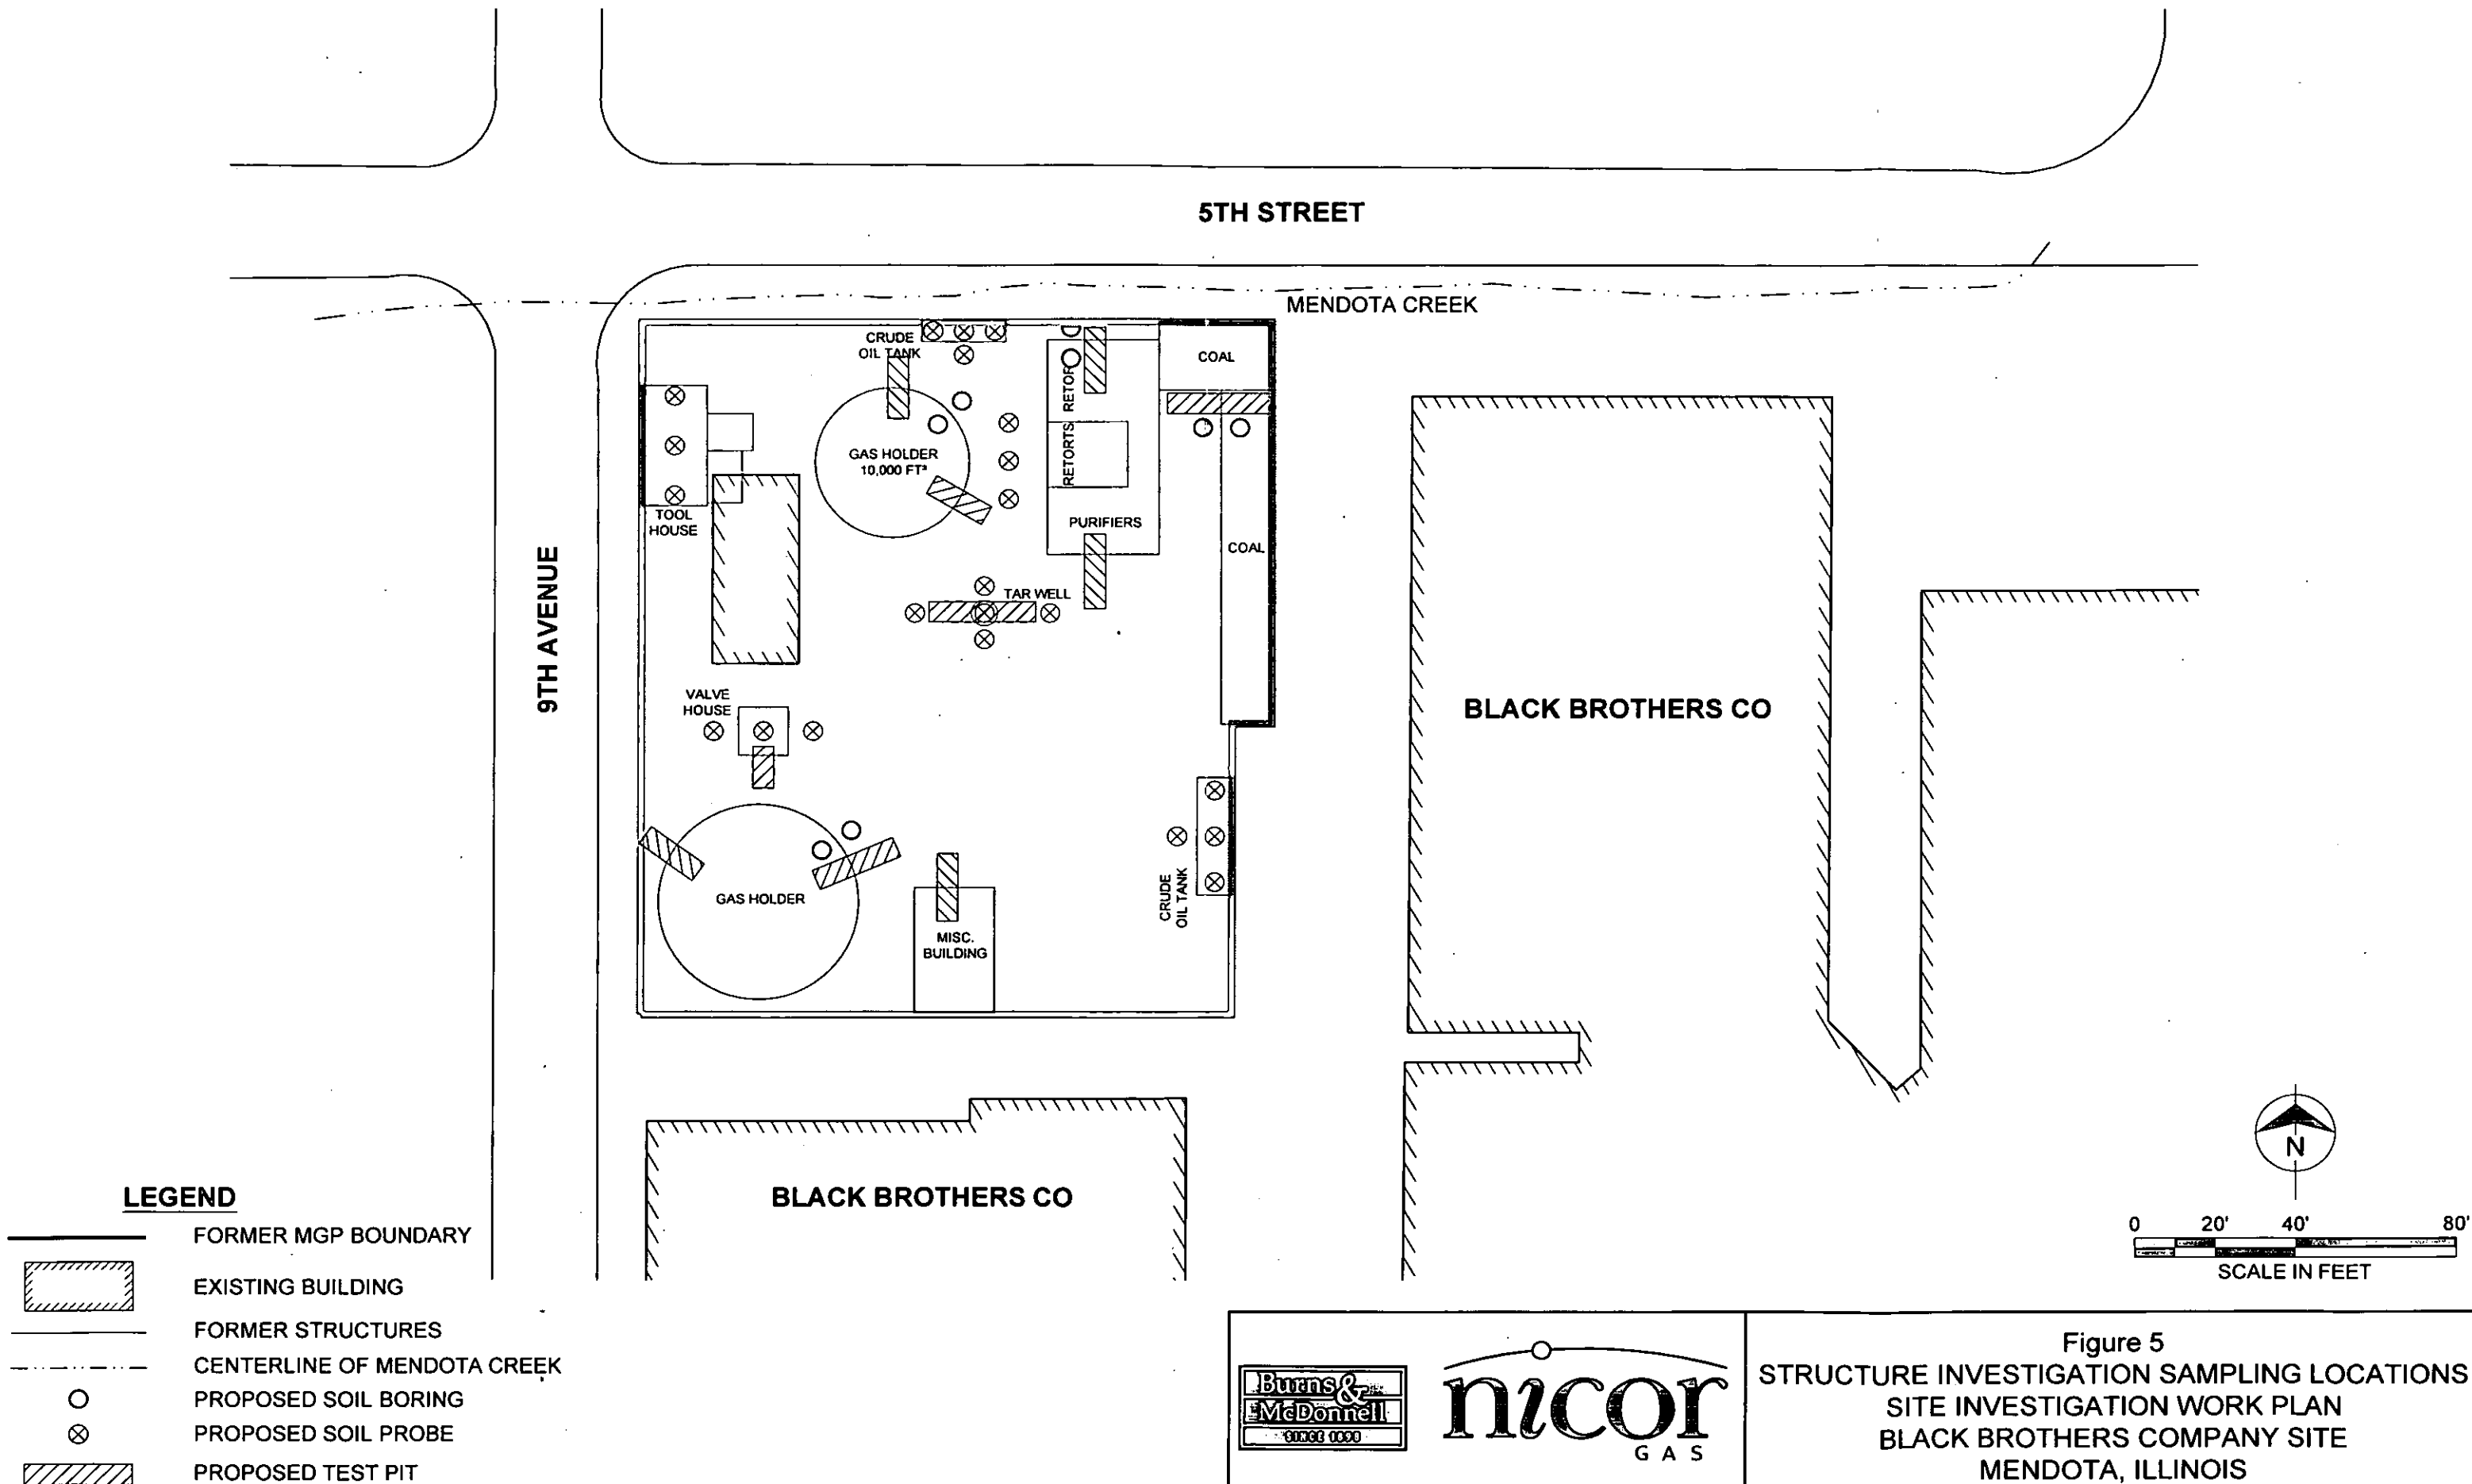 5TH STREET
MENDOTA CREEK
CRUDE
OIL TANK
COAL
RETORTS
RETOR
GAS HOLDER
10,000 FT³
TOOL
HOUSE
PURIFIERS
COAL
9TH AVENUE
TAR WELL
VALVE
HOUSE
BLACK BROTHERS CO
GAS HOLDER
CRUDE
OIL TANK
MISC.
BUILDING
N
BLACK BROTHERS CO
LEGEND
FORMER MGP BOUNDARY
EXISTING BUILDING
FORMER STRUCTURES
CENTERLINE OF MENDOTA CREEK
PROPOSED SOIL BORING
PROPOSED SOIL PROBE
PROPOSED TEST PIT
0 20' 40' 80'
SCALE IN FEET
Burns &
McDonnell
SINCE 1898
nicor
GAS
Figure 5
STRUCTURE INVESTIGATION SAMPLING LOCATIONS
SITE INVESTIGATION WORK PLAN
BLACK BROTHERS COMPANY SITE
MENDOTA, ILLINOIS